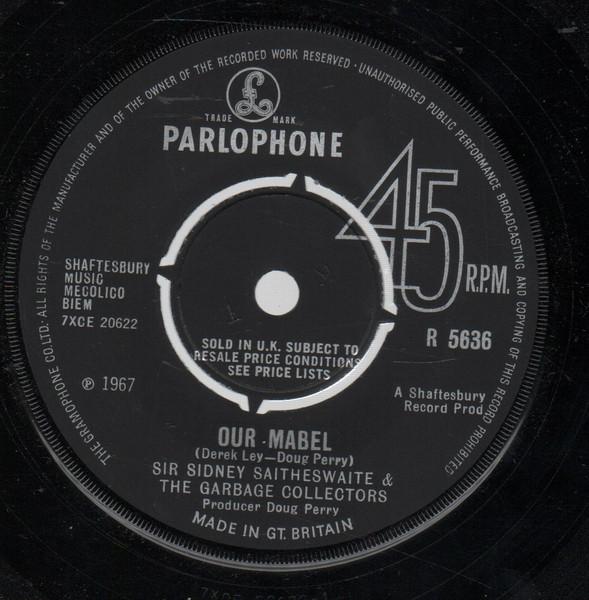 THE GRAMOPHONE CO.LTD. ALL RIGHTS OF THE MANUFACTURER AND OF THE OWNER OF THE RECORDED WORK RESERVED · UNAUTHORISED PUBLIC PERFORMANCE BROADCASTING AND COPYING OF THIS RECORD PROHIBITED
£
TRADE MARK
PARLOPHONE
45
R.P.M.
SHAFTESBURY
MUSIC
MECOLICO
BIEM
7XCE 20622
R 5636
SOLD IN U.K. SUBJECT TO
RESALE PRICE CONDITIONS
SEE PRICE LISTS
℗ 1967
A Shaftesbury
Record Prod.
OUR MABEL
(Derek Ley—Doug Perry)
SIR SIDNEY SAITHESWAITE &
THE GARBAGE COLLECTORS
Producer Doug Perry
MADE IN GT. BRITAIN